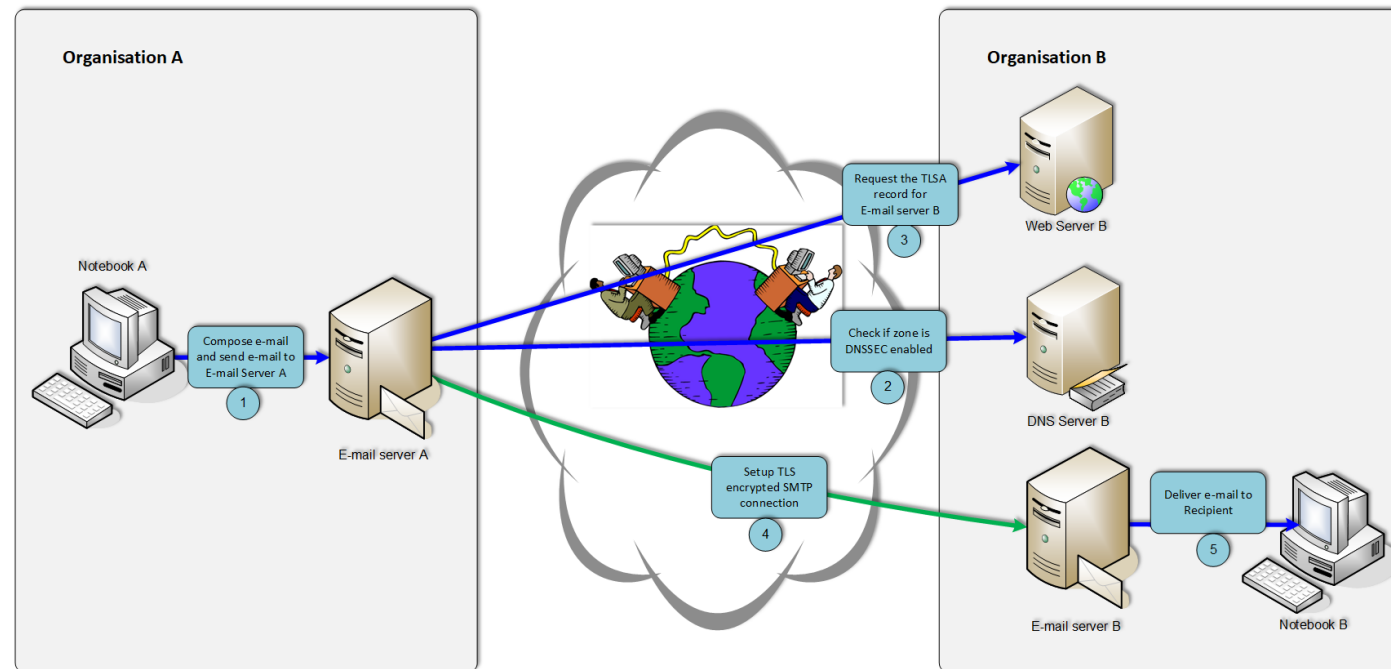 Organisation A
Organisation B
Request the TLSA
record for
E-mail server B
3
Web Server B
Notebook A
Compose e-mail
and send e-mail to
E-mail Server A
1
E-mail server A
Check if zone is
DNSSEC enabled
2
DNS Server B
Setup TLS
encrypted SMTP
connection
4
Deliver e-mail to
Recipient
5
E-mail server B
Notebook B